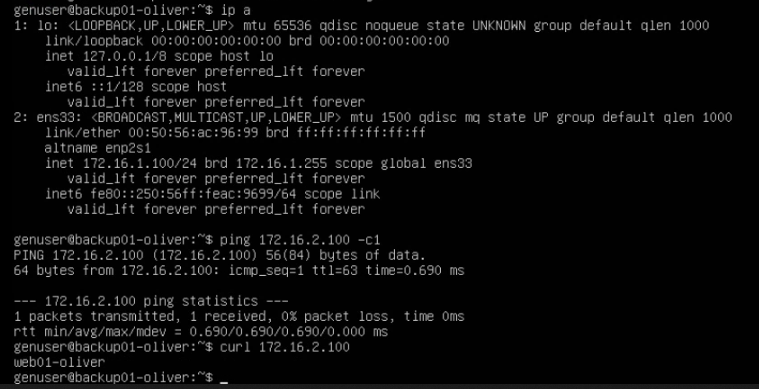 genuser@backup01-oliver:~$ ip a
1: lo: <LOOPBACK,UP,LOWER_UP> mtu 65536 qdisc noqueue state UNKNOWN group default qlen 1000
    link/loopback 00:00:00:00:00:00 brd 00:00:00:00:00:00
    inet 127.0.0.1/8 scope host lo
       valid_lft forever preferred_lft forever
    inet6 ::1/128 scope host
       valid_lft forever preferred_lft forever
2: ens33: <BROADCAST,MULTICAST,UP,LOWER_UP> mtu 1500 qdisc mq state UP group default qlen 1000
    link/ether 00:50:56:ac:96:99 brd ff:ff:ff:ff:ff:ff
    altname enp2s1
    inet 172.16.1.100/24 brd 172.16.1.255 scope global ens33
       valid_lft forever preferred_lft forever
    inet6 fe80::250:56ff:feac:9699/64 scope link
       valid_lft forever preferred_lft forever
genuser@backup01-oliver:~$ ping 172.16.2.100 -c1
PING 172.16.2.100 (172.16.2.100) 56(84) bytes of data.
64 bytes from 172.16.2.100: icmp_seq=1 ttl=63 time=0.690 ms

--- 172.16.2.100 ping statistics ---
1 packets transmitted, 1 received, 0% packet loss, time 0ms
rtt min/avg/max/mdev = 0.690/0.690/0.690/0.000 ms
genuser@backup01-oliver:~$ curl 172.16.2.100
web01-oliver
genuser@backup01-oliver:~$ _